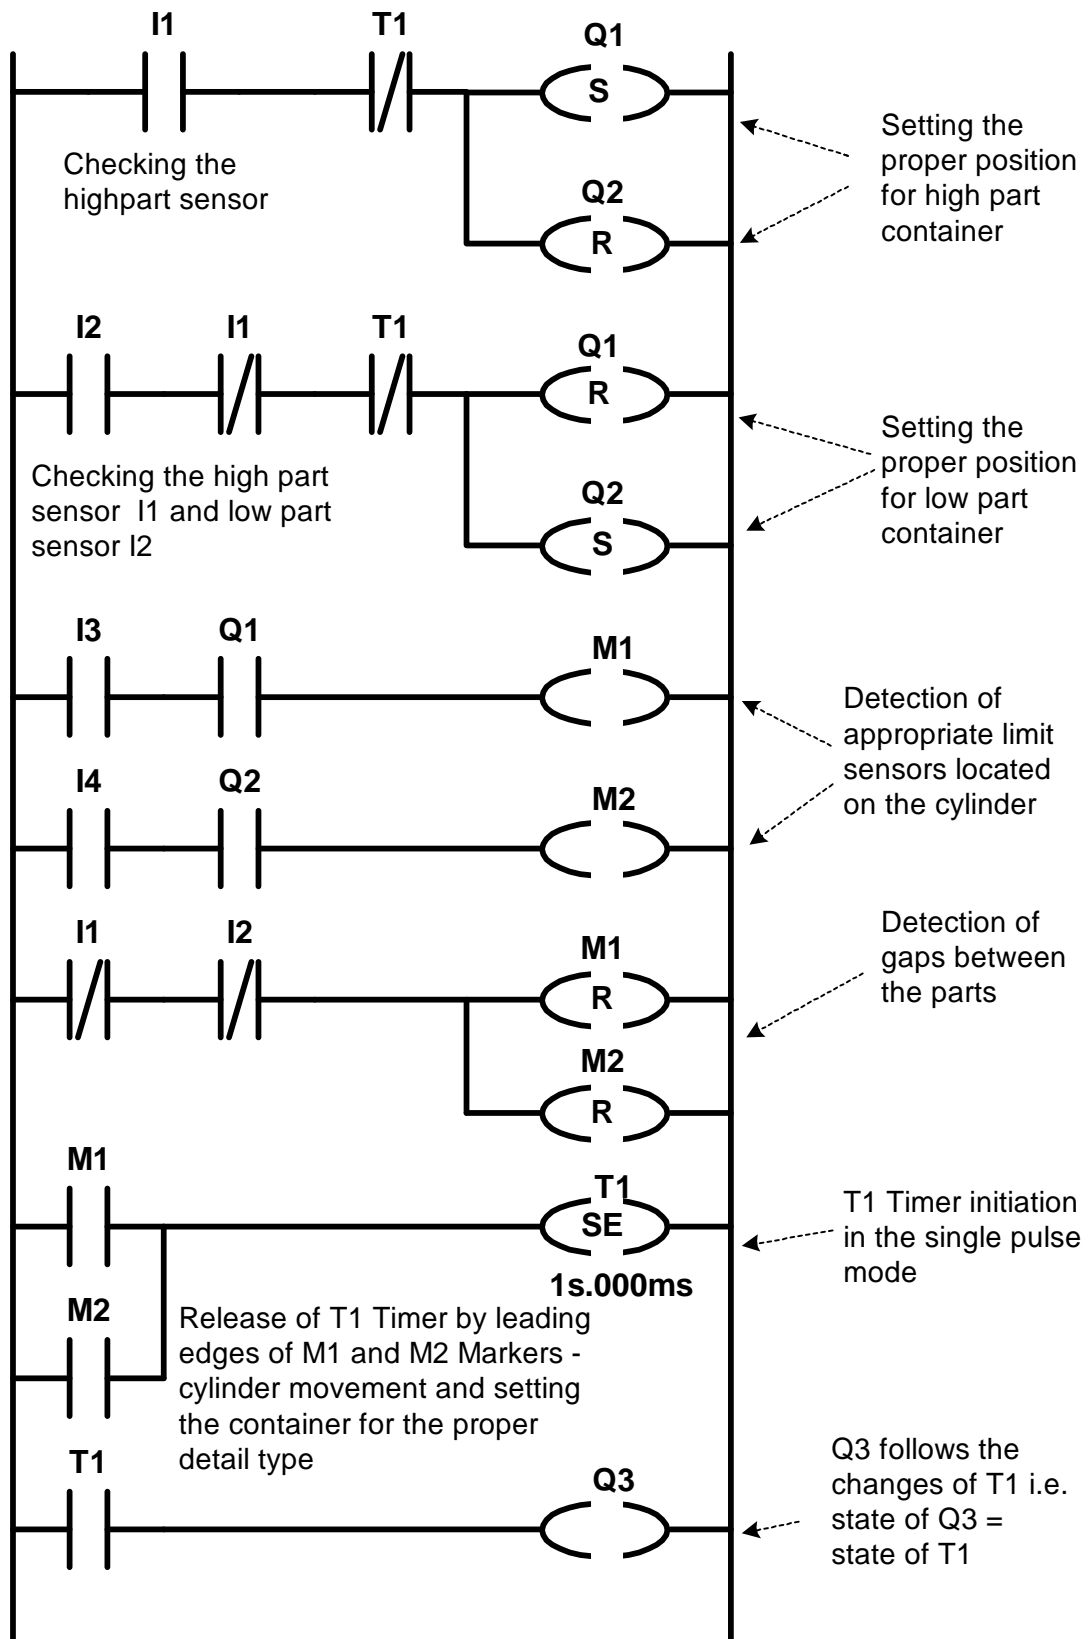 I1 T1 Q1
S
Checking the
highpart sensor
Setting the
proper position
for high part
container
Q2
R
I2 I1 T1 Q1
R
Checking the high part
sensor I1 and low part
sensor I2
Setting the
proper position
for low part
container
Q2
S
I3 Q1 M1
Detection of
appropriate limit
sensors located
on the cylinder
I4 Q2 M2
I1 I2 M1
R
Detection of
gaps between
the parts
M2
R
M1 T1
SE
1s.000ms
T1 Timer initiation
in the single pulse
mode
M2
Release of T1 Timer by leading
edges of M1 and M2 Markers -
cylinder movement and setting
the container for the proper
detail type
T1 Q3
Q3 follows the
changes of T1 i.e.
state of Q3 =
state of T1